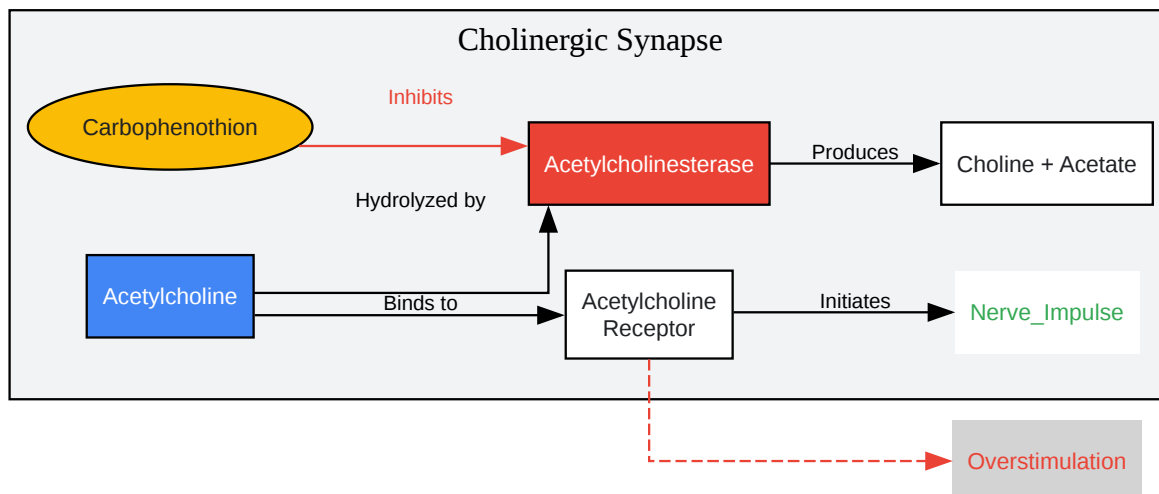 Cholinergic Synapse
Inhibits
Carbophenothion
Acetylcholinesterase
Produces
Choline + Acetate
Hydrolyzed by
Acetylcholine
Binds to
Acetylcholine
Receptor
Initiates
Nerve_Impulse
Overstimulation